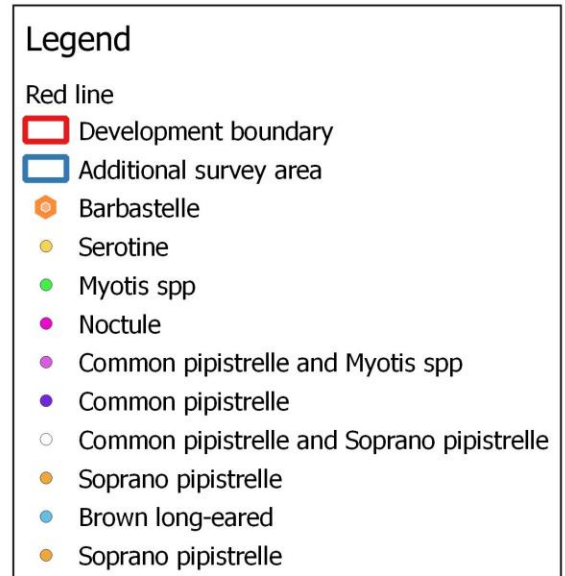 Legend
Red line
Development boundary
Additional survey area
Barbastelle
Serotine
Myotis spp
Noctule
Common pipistrelle and Myotis spp
Common pipistrelle
Common pipistrelle and Soprano pipistrelle
Soprano pipistrelle
Brown long-eared
Soprano pipistrelle